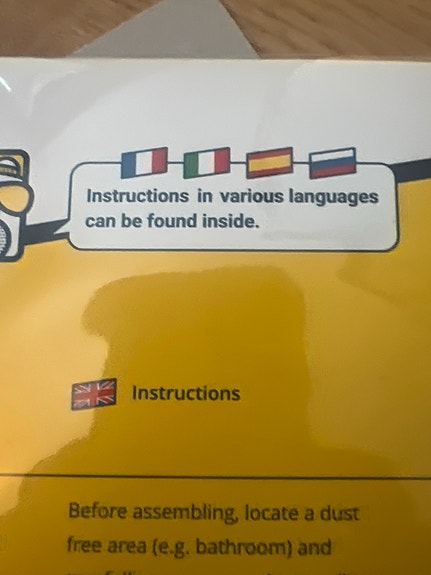 Instructions in various languages
can be found inside.
Instructions
Before assembling, locate a dust
free area (e.g. bathroom) and